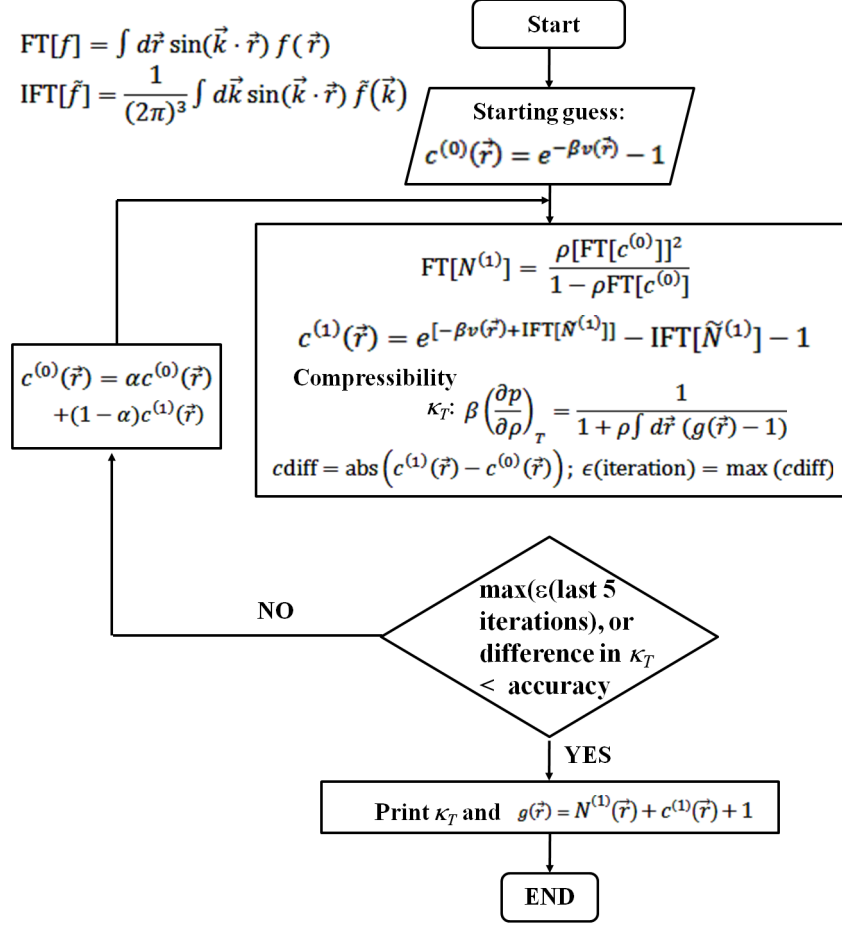 FT[f] = ∫ dr⃗ sin(k⃗ · r⃗) f(r⃗)
IFT[f̃] = 1/(2π)³ ∫ dk⃗ sin(k⃗ · r⃗) f̃(k⃗)
Start
Starting guess:
c⁽⁰⁾(r⃗) = e^{−βv(r⃗)} − 1
FT[N⁽¹⁾] = ρ[FT[c⁽⁰⁾]]² / 1 − ρFT[c⁽⁰⁾]
c⁽¹⁾(r⃗) = e^{[−βv(r⃗)+IFT[Ñ⁽¹⁾]]} − IFT[Ñ⁽¹⁾] − 1
Compressibility
κ_T: β (∂p/∂ρ)_T = 1 / 1 + ρ∫ dr⃗ (g(r⃗) − 1)
cdiff = abs(c⁽¹⁾(r⃗) − c⁽⁰⁾(r⃗)); ϵ(iteration) = max (cdiff)
c⁽⁰⁾(r⃗) = αc⁽⁰⁾(r⃗)
+(1 − α)c⁽¹⁾(r⃗)
max(ε(last 5
iterations), or
difference in κ_T
< accuracy
NO
YES
Print κ_T and g(r⃗) = N⁽¹⁾(r⃗) + c⁽¹⁾(r⃗) + 1
END